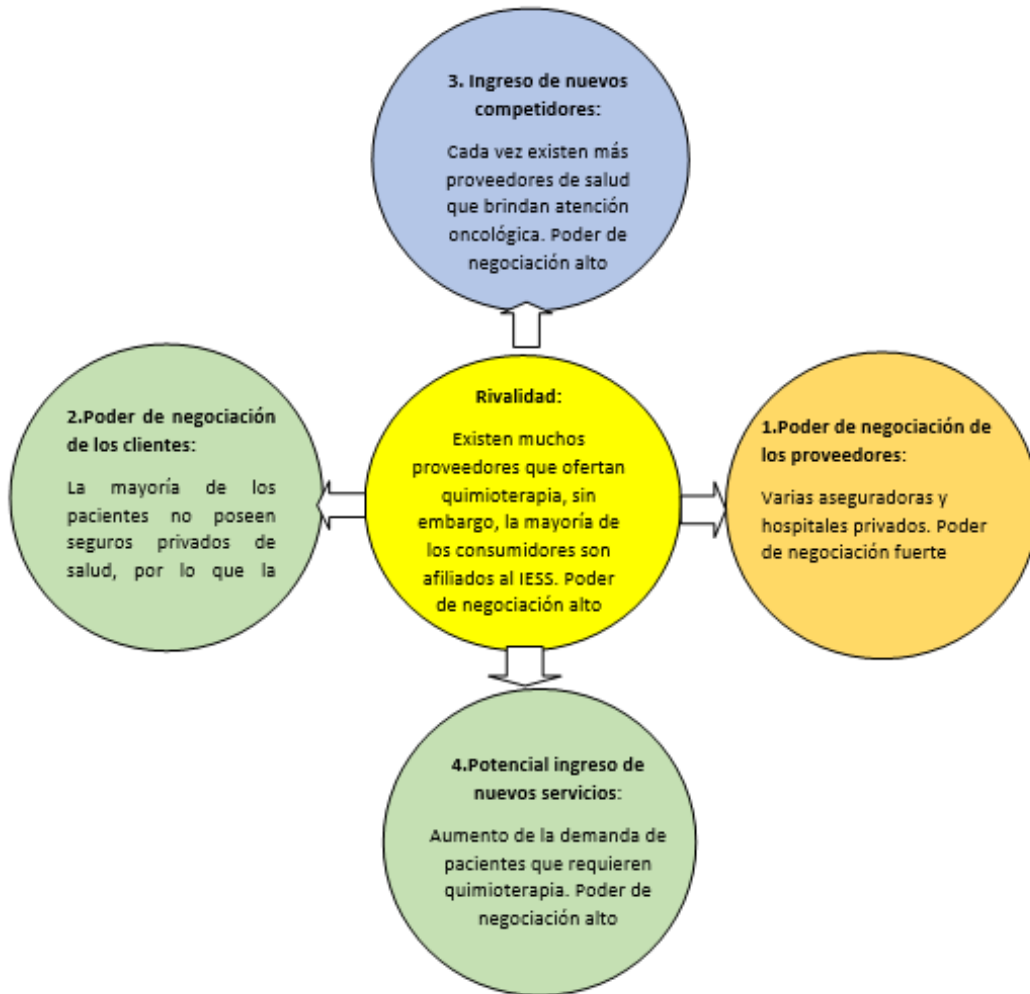 3. Ingreso de nuevos
competidores:
Cada vez existen más
proveedores de salud
que brindan atención
oncológica. Poder de
negociación alto
2.Poder de negociación
de los clientes:
La mayoría de los
pacientes no poseen
seguros privados de
salud, por lo que la
Rivalidad:
Existen muchos
proveedores que ofertan
quimioterapia, sin
embargo, la mayoría de
los consumidores son
afiliados al IESS. Poder
de negociación alto
1.Poder de negociación de
los proveedores:
Varias aseguradoras y
hospitales privados. Poder
de negociación fuerte
4.Potencial ingreso de
nuevos servicios:
Aumento de la demanda de
pacientes que requieren
quimioterapia. Poder de
negociación alto